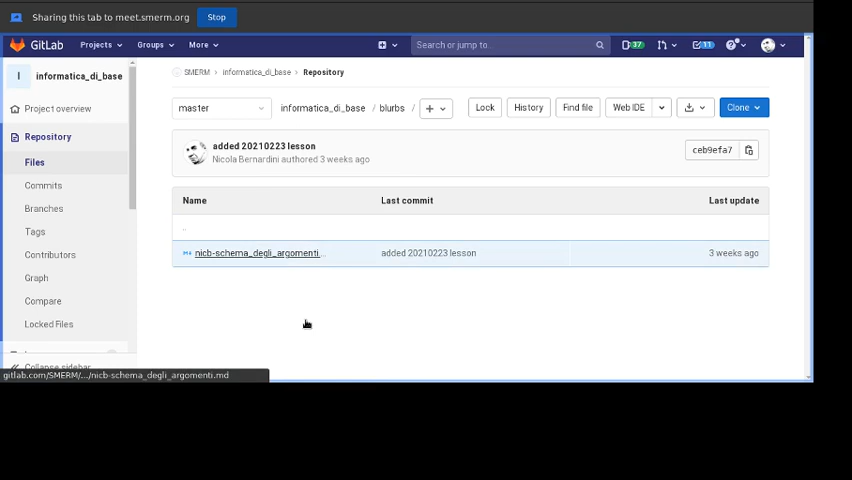 Sharing this tab to meet.smerm.org Stop
GitLab Projects Groups More Search or jump to... 37 11
I informatica_di_base
SMERM › informatica_di_base › Repository
Project overview
master informatica_di_base / blurbs / + Lock History Find file Web IDE Clone
Repository
Files
added 20210223 lesson
Nicola Bernardini authored 3 weeks ago
ceb9efa7
Commits
Branches
Name Last commit Last update
Tags
..
Contributors
nicb-schema_degli_argomenti... added 20210223 lesson 3 weeks ago
Graph
Compare
Locked Files
Collapse sidebar
gitlab.com/SMERM/.../nicb-schema_degli_argomenti.md